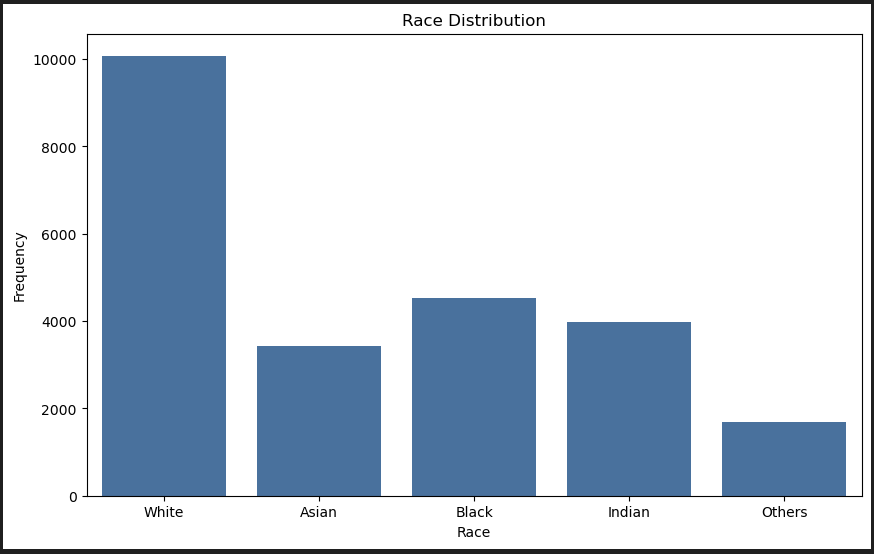 Race Distribution
10000
8000
6000
4000
2000
0
Frequency
White Asian Black Indian Others
Race